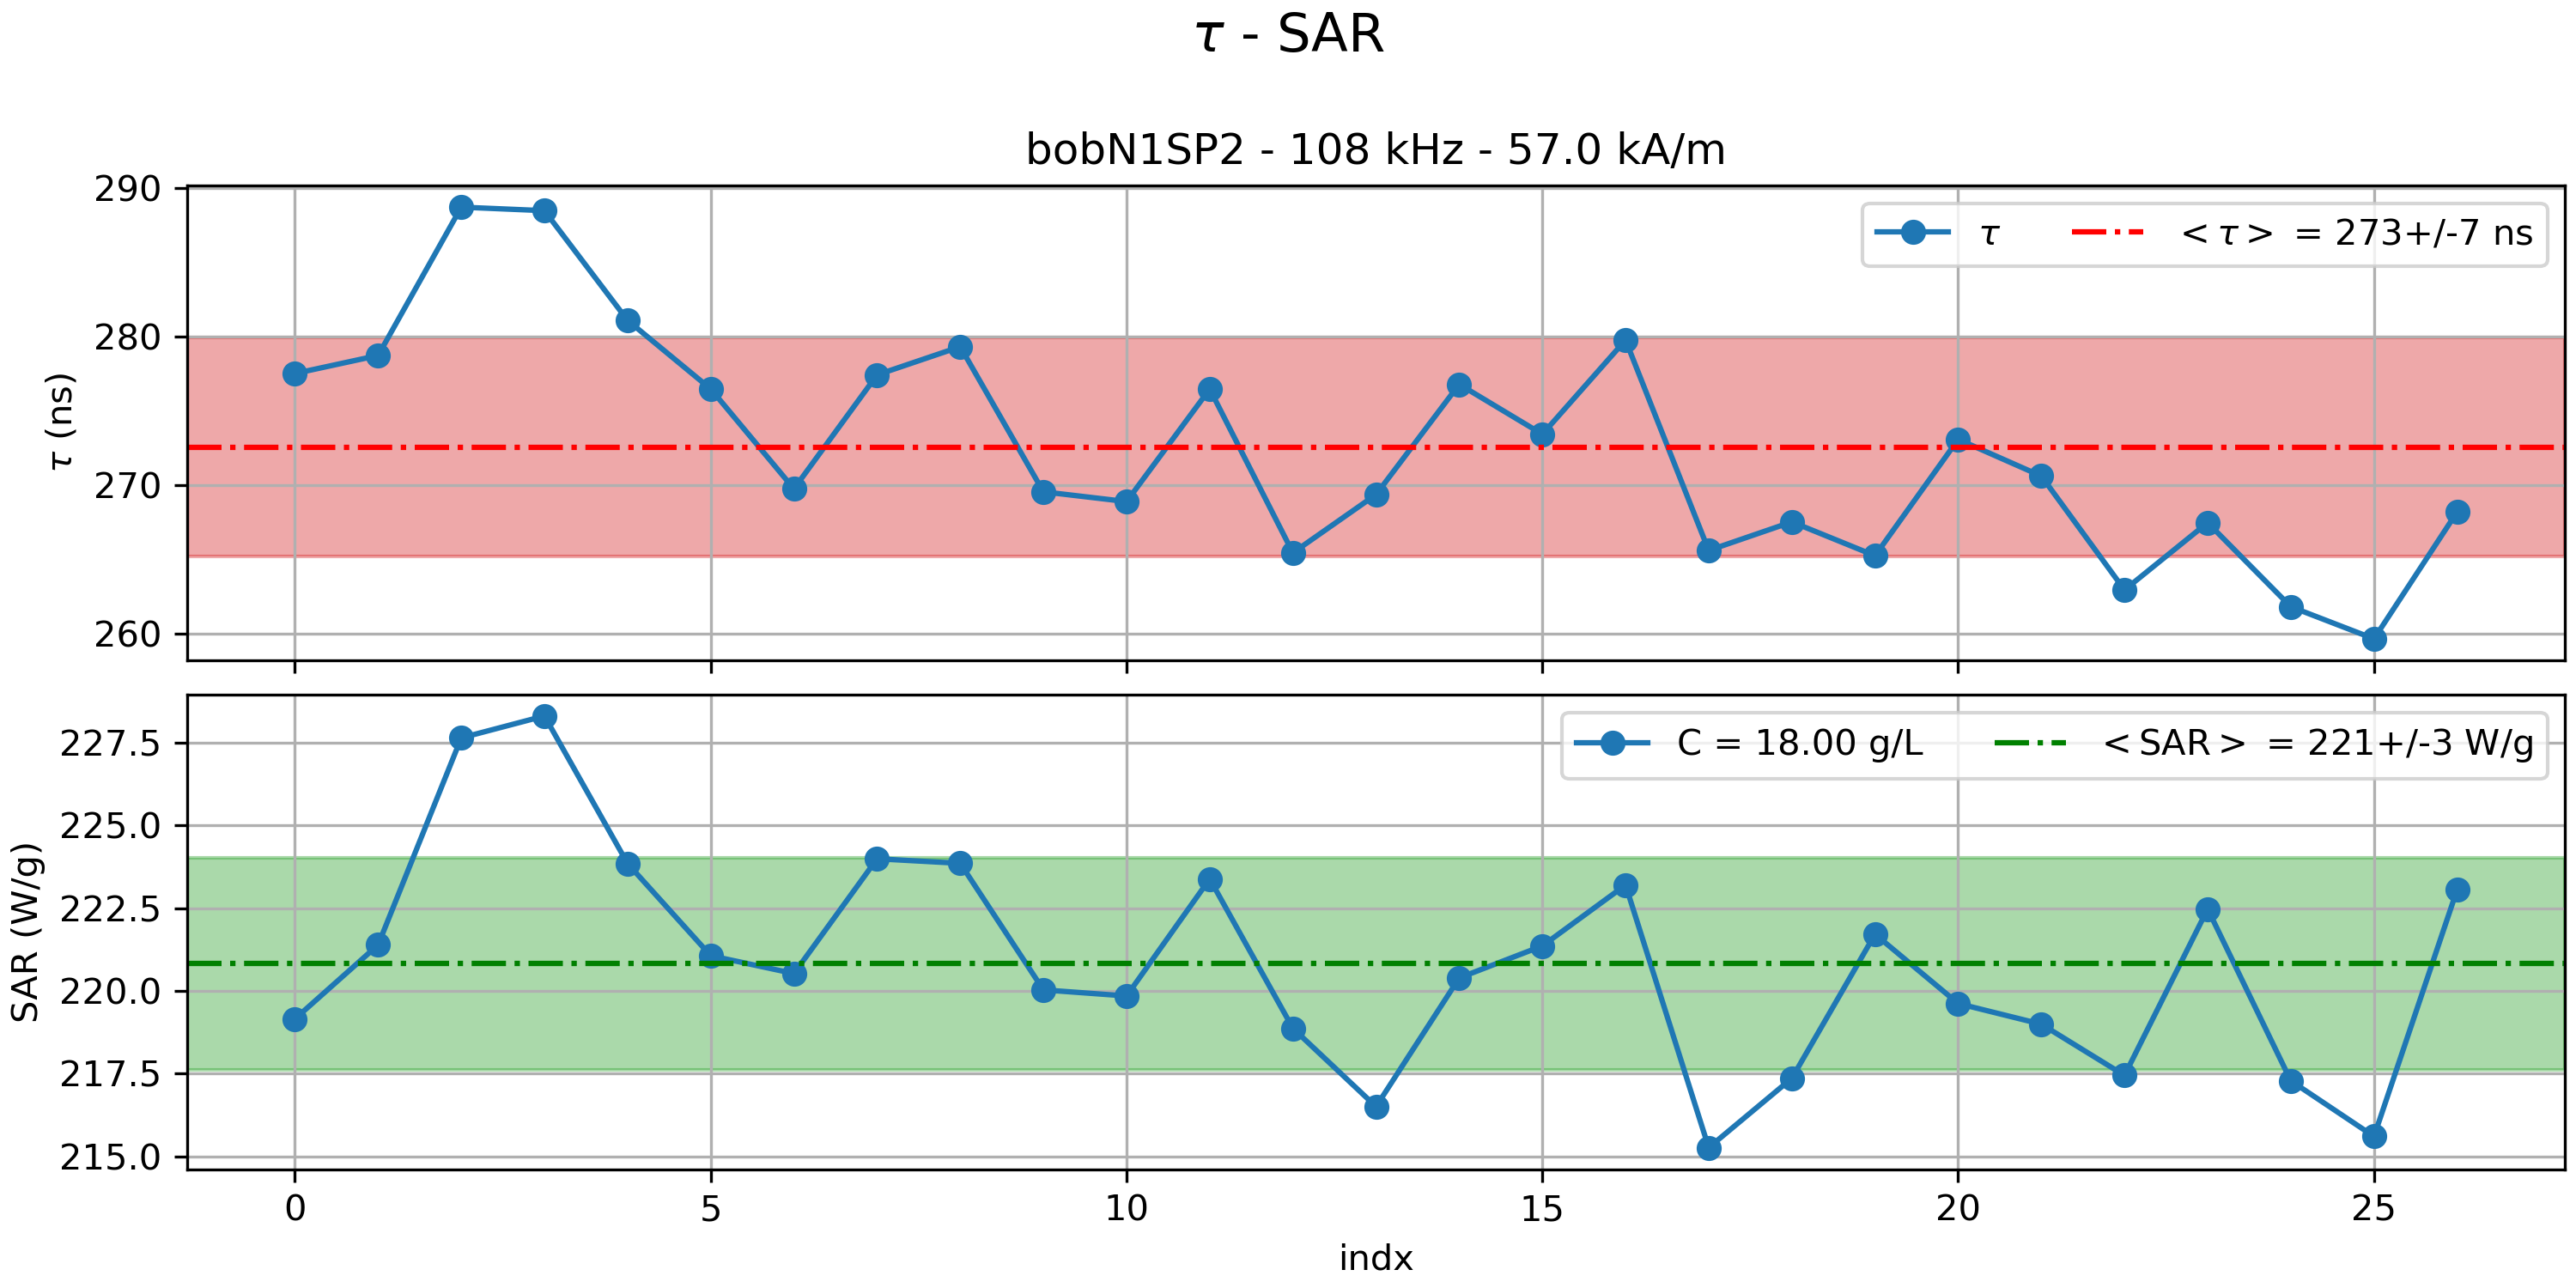 τ - SAR
bobN1SP2 - 108 kHz - 57.0 kA/m
290
280
270
260
τ (ns)
τ
<τ> = 273+/-7 ns
227.5
225.0
222.5
220.0
217.5
215.0
SAR (W/g)
C = 18.00 g/L
<SAR> = 221+/-3 W/g
0 5 10 15 20 25
indx